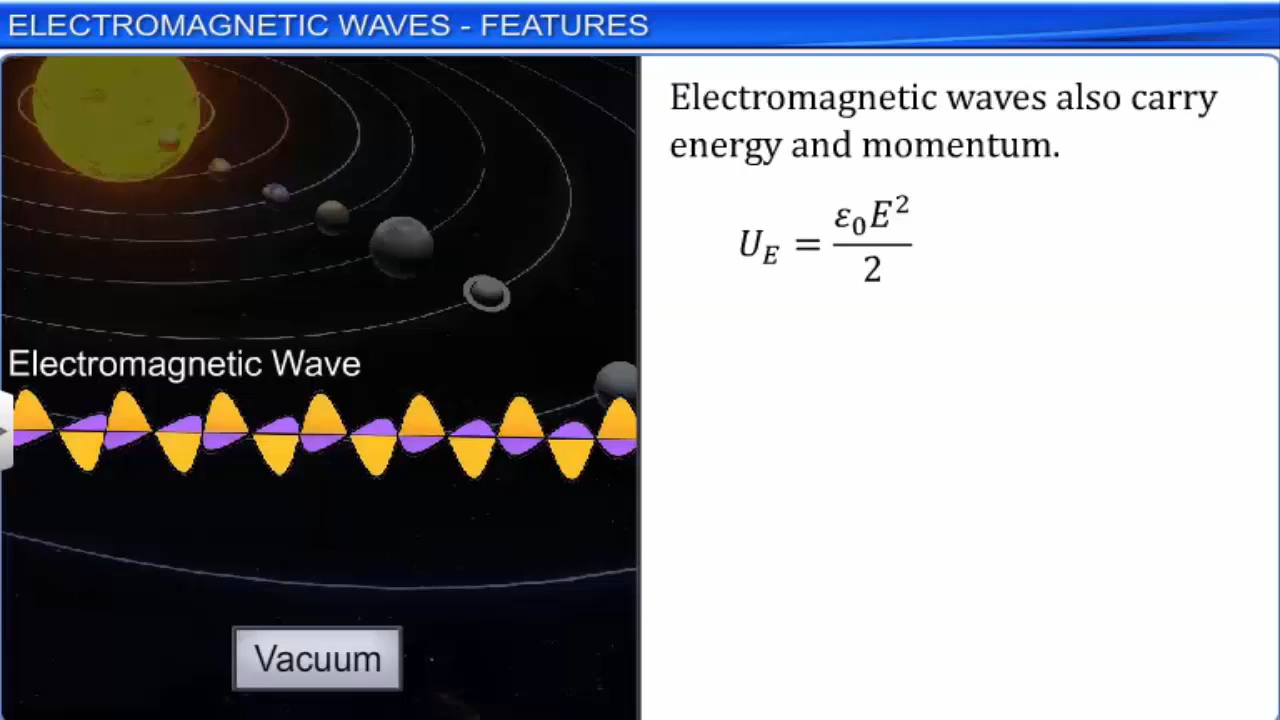 ELECTROMAGNETIC WAVES - FEATURES
Electromagnetic waves also carry
energy and momentum.
U_E = ε₀E² / 2
Electromagnetic Wave
Vacuum